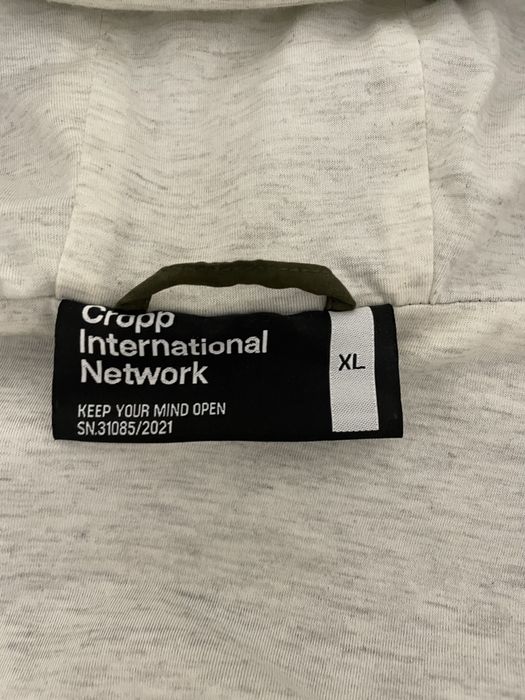 Cropp
International
Network
KEEP YOUR MIND OPEN
SN.31085/2021
XL